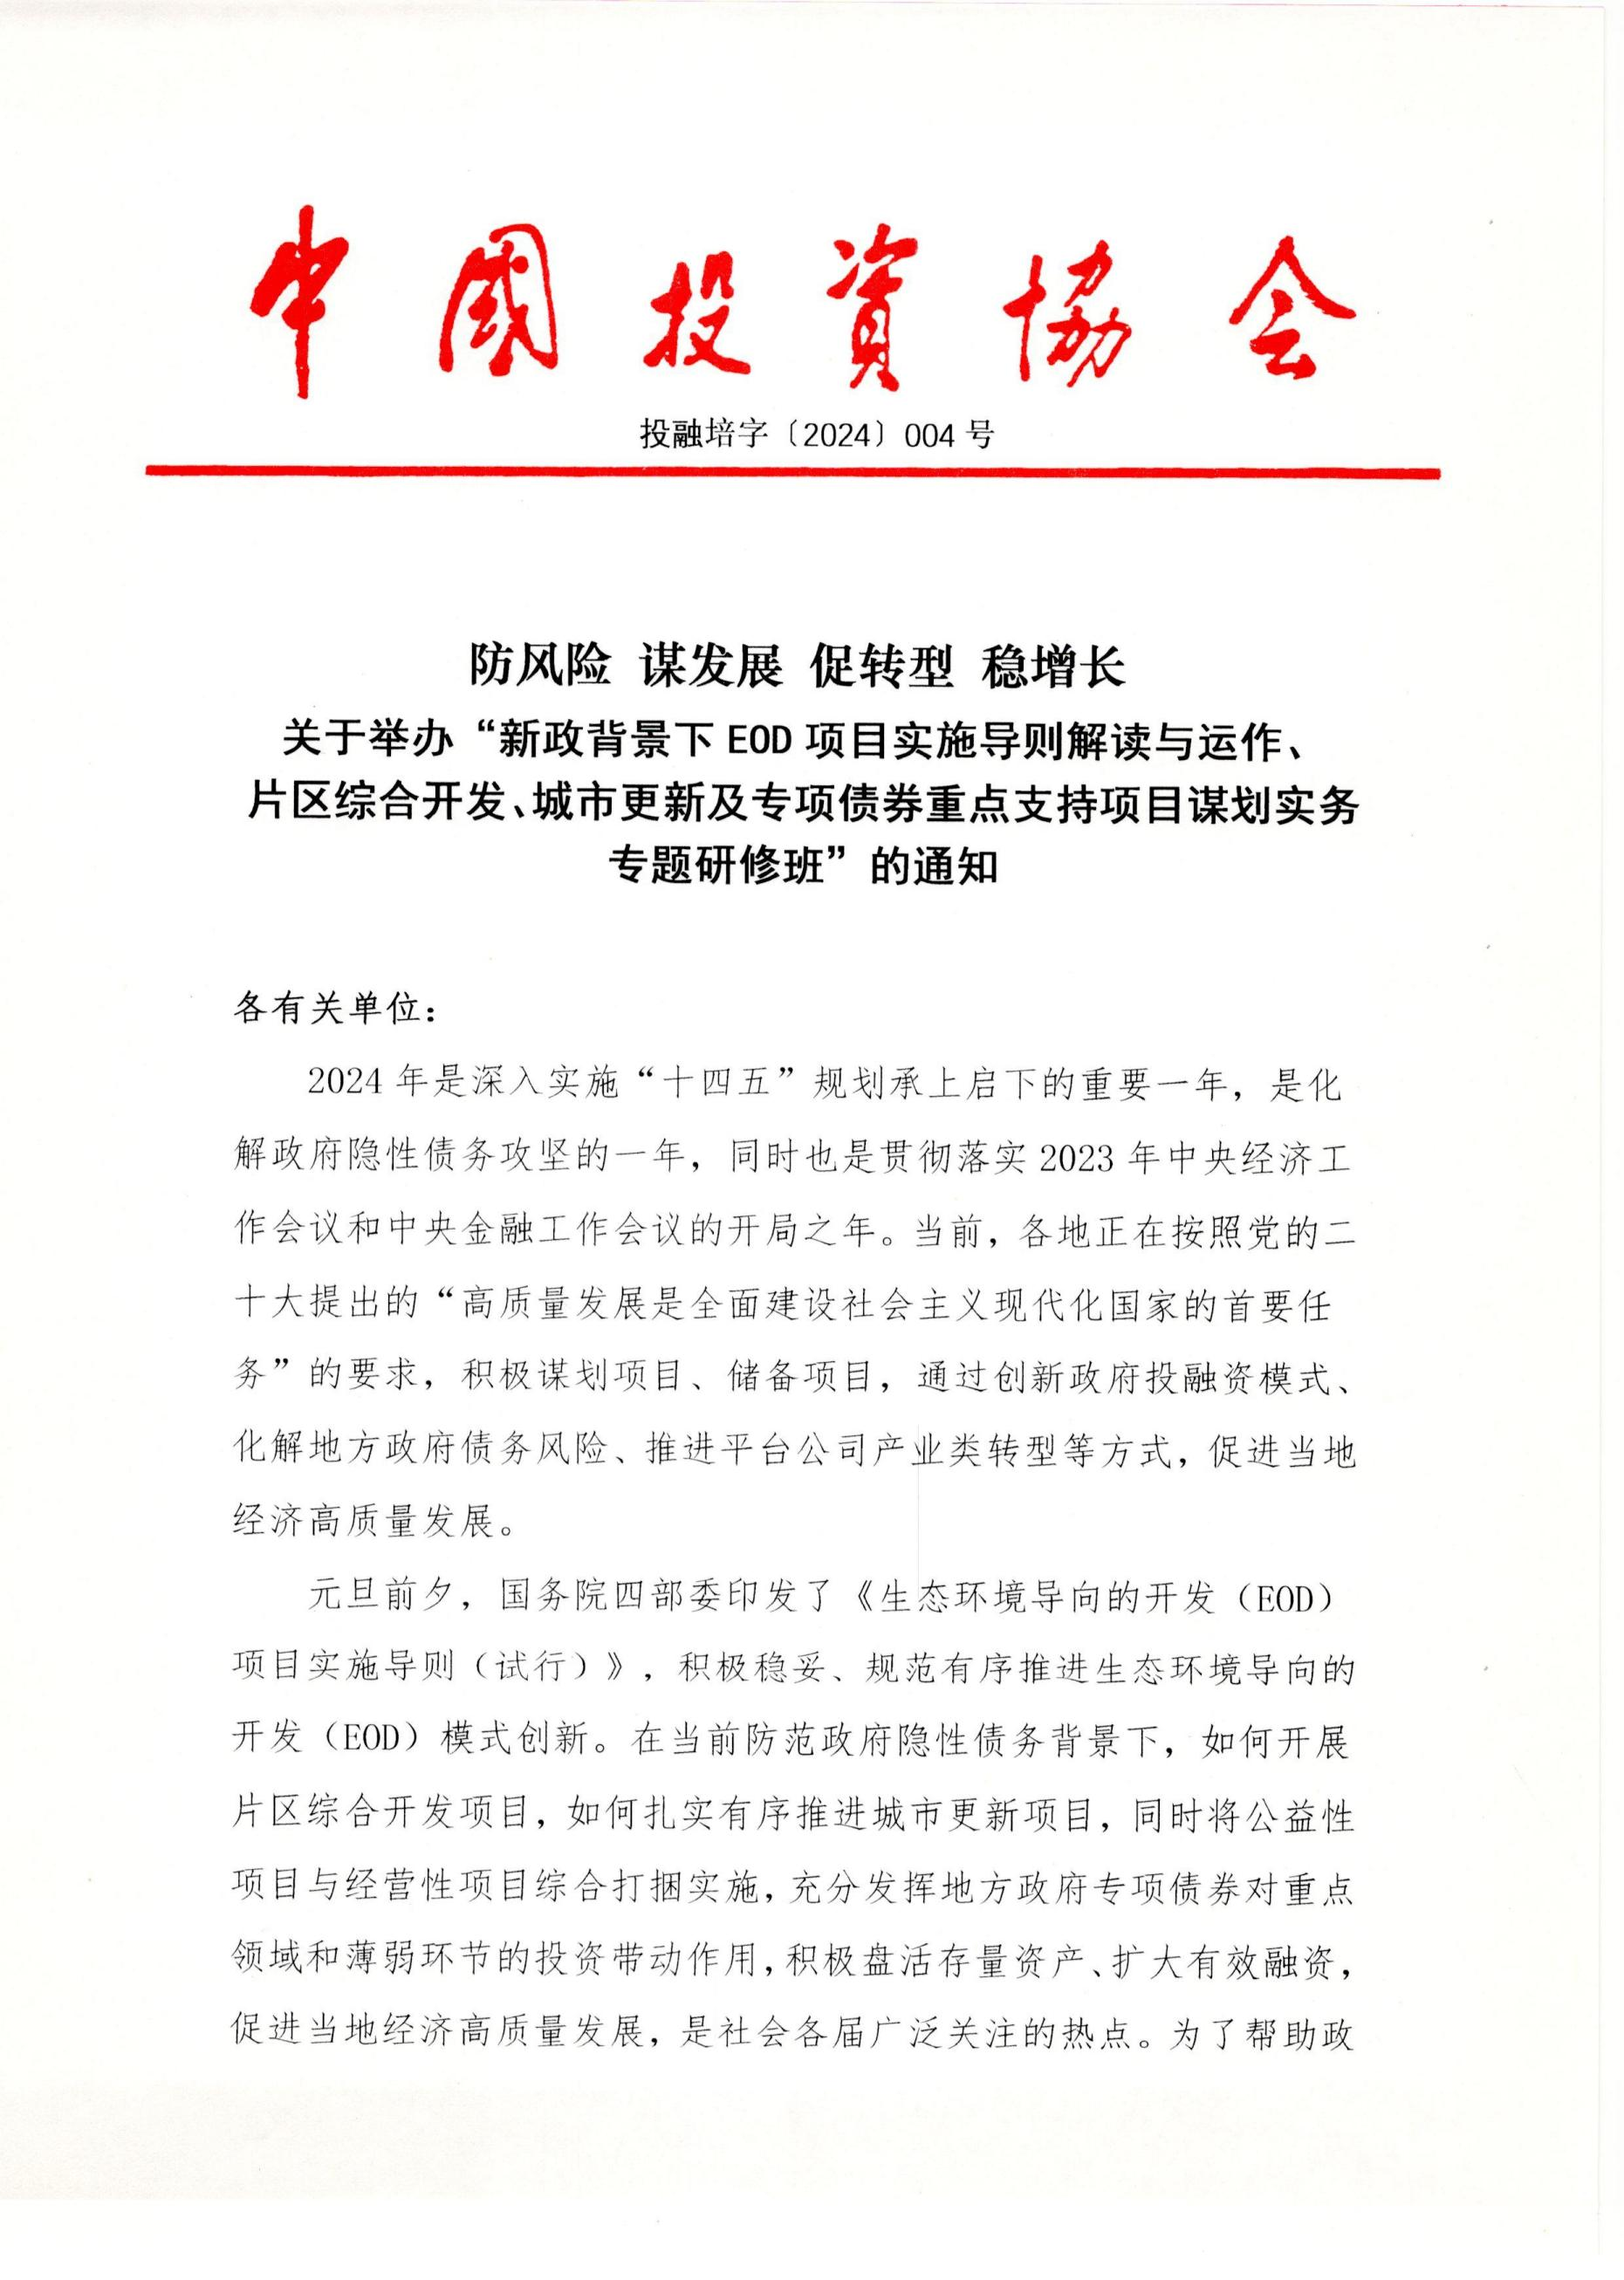 中國投資協会
投融培字〔2024〕004 号
防风险 谋发展 促转型 稳增长
关于举办“新政背景下 EOD 项目实施导则解读与运作、
片区综合开发、城市更新及专项债券重点支持项目谋划实务
专题研修班”的通知
各有关单位：
2024 年是深入实施“十四五”规划承上启下的重要一年，是化
解政府隐性债务攻坚的一年，同时也是贯彻落实 2023 年中央经济工
作会议和中央金融工作会议的开局之年。当前，各地正在按照党的二
十大提出的“高质量发展是全面建设社会主义现代化国家的首要任
务”的要求，积极谋划项目、储备项目，通过创新政府投融资模式、
化解地方政府债务风险、推进平台公司产业类转型等方式，促进当地
经济高质量发展。
元旦前夕，国务院四部委印发了《生态环境导向的开发（EOD）
项目实施导则（试行）》，积极稳妥、规范有序推进生态环境导向的
开发（EOD）模式创新。在当前防范政府隐性债务背景下，如何开展
片区综合开发项目，如何扎实有序推进城市更新项目，同时将公益性
项目与经营性项目综合打捆实施，充分发挥地方政府专项债券对重点
领域和薄弱环节的投资带动作用，积极盘活存量资产、扩大有效融资，
促进当地经济高质量发展，是社会各届广泛关注的热点。为了帮助政